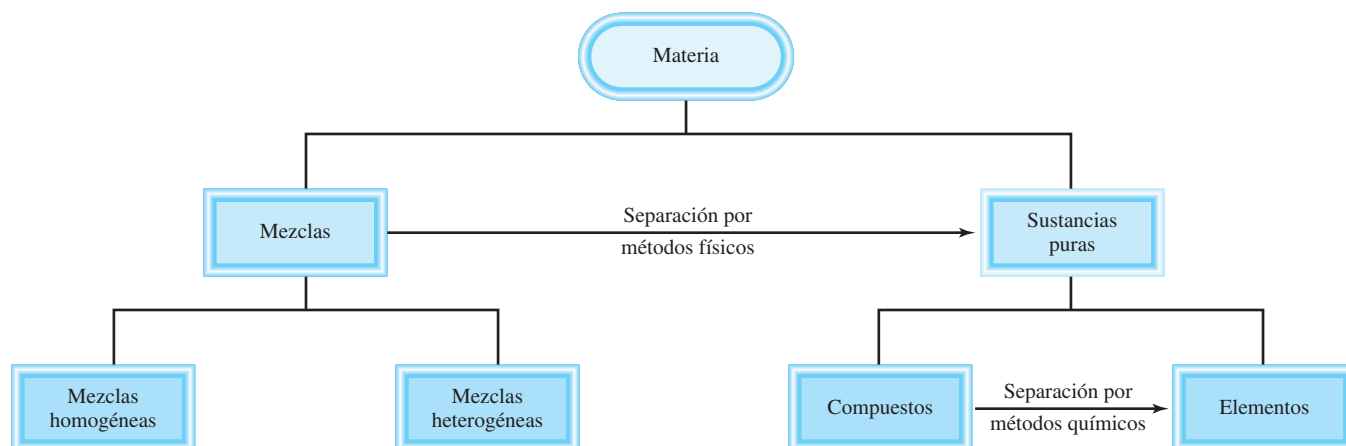 Materia
Mezclas
Separación por
métodos físicos
Sustancias
puras
Mezclas
homogéneas
Mezclas
heterogéneas
Compuestos
Separación por
métodos químicos
Elementos